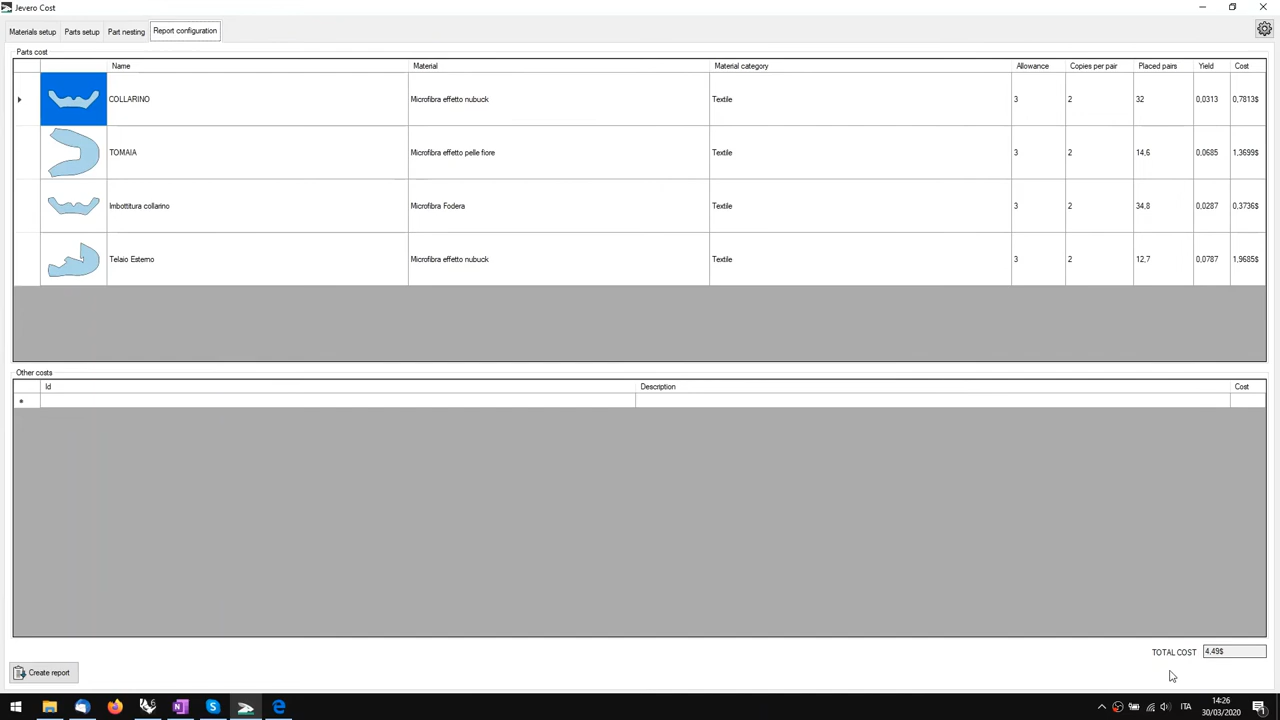 Jevero Cost
Materials setup Parts setup Part nesting Report configuration
Parts cost
Name Material Material category Allowance Copies per pair Placed pairs Yield Cost
COLLARINO Microfibra effetto nubuck Textile 3 2 32 0,0313 0,7813$
TOMAIA Microfibra effetto pelle fiore Textile 3 2 14,6 0,0685 1,3699$
Imbottitura collarino Microfibra Fodera Textile 3 2 34,8 0,0287 0,3736$
Telaio Esterno Microfibra effetto nubuck Textile 3 2 12,7 0,0787 1,9685$
Other costs
Id Description Cost
TOTAL COST 4,49$
Create report
ITA
14:26
30/03/2020
1